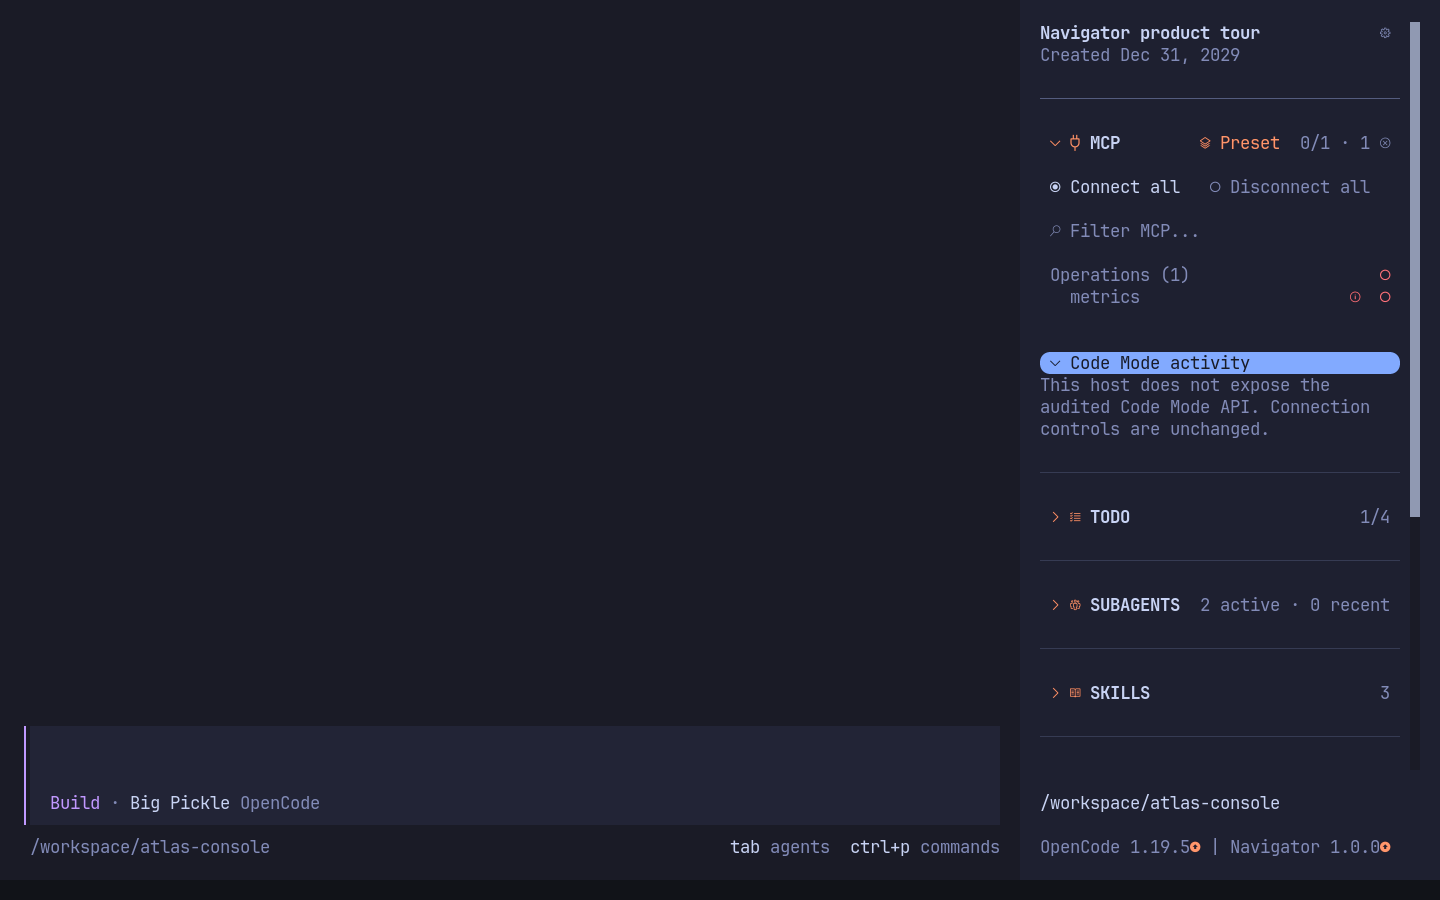 Navigator product tour
Created Dec 31, 2029
MCP Preset 0/1 · 1
Connect all Disconnect all
Filter MCP...
Operations (1)
metrics
Code Mode activity
This host does not expose the
audited Code Mode API. Connection
controls are unchanged.
TODO 1/4
SUBAGENTS 2 active · 0 recent
SKILLS 3
Build · Big Pickle OpenCode
/workspace/atlas-console
tab agents ctrl+p commands
/workspace/atlas-console
OpenCode 1.19.5 | Navigator 1.0.0